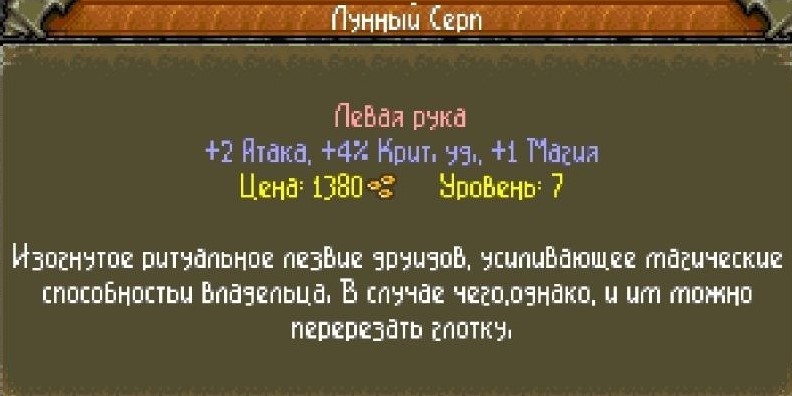 Лунный Серп
Левая рука
+2 Атака, +4% Крит. уд., +1 Магия
Цена: 1380 Уровень: 7
Изогнутое ритуальное лезвие друидов, усиливающее магические
способностьи владельца. В случае чего,однако, и им можно
перерезать глотку.